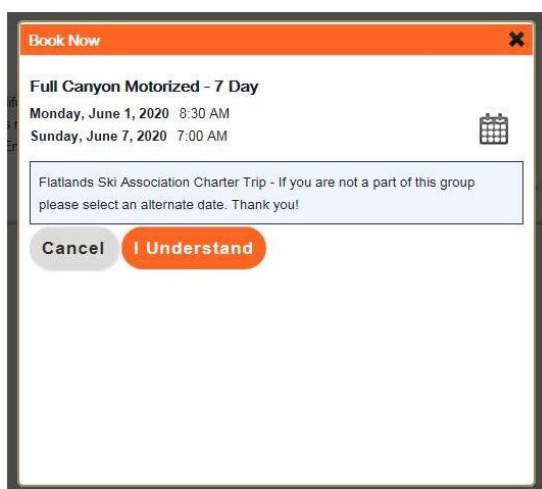 Book Now
Full Canyon Motorized - 7 Day
Monday, June 1, 2020 8:30 AM
Sunday, June 7, 2020 7:00 AM
Flatlands Ski Association Charter Trip - If you are not a part of this group
please select an alternate date. Thank you!
Cancel I Understand